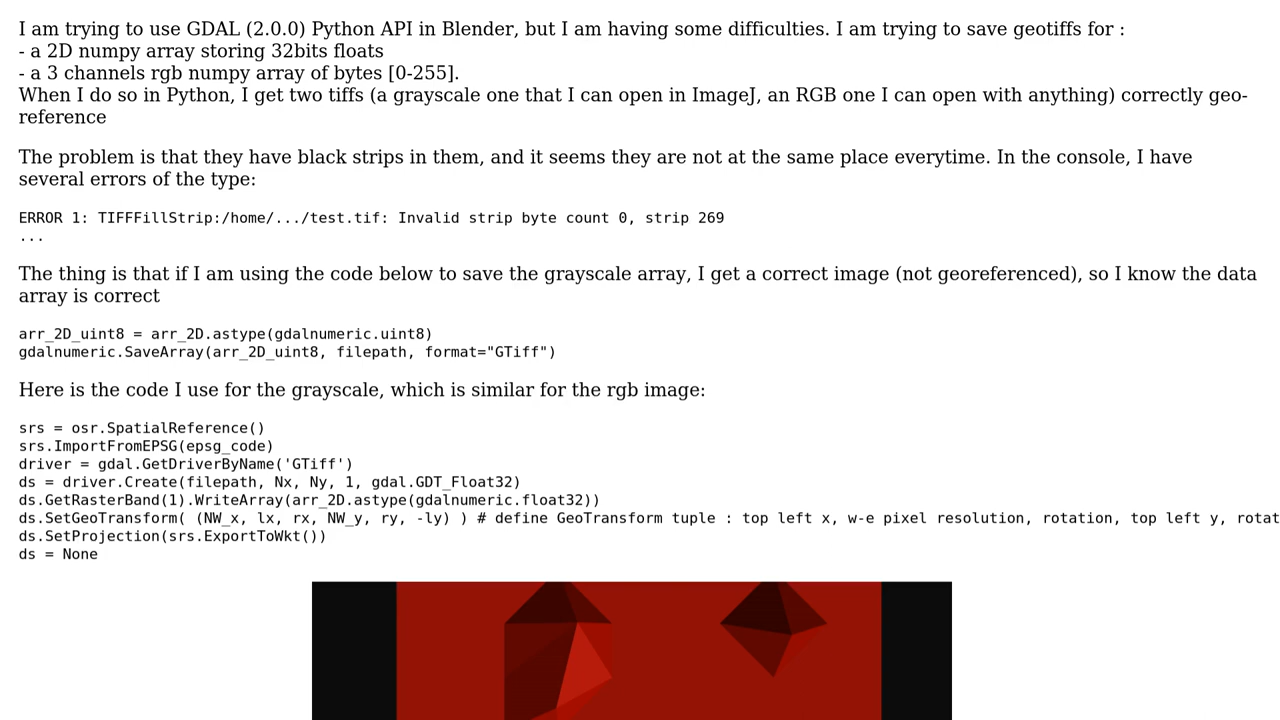 I am trying to use GDAL (2.0.0) Python API in Blender, but I am having some difficulties. I am trying to save geotiffs for :
- a 2D numpy array storing 32bits floats
- a 3 channels rgb numpy array of bytes [0-255].
When I do so in Python, I get two tiffs (a grayscale one that I can open in ImageJ, an RGB one I can open with anything) correctly geo-
reference
The problem is that they have black strips in them, and it seems they are not at the same place everytime. In the console, I have
several errors of the type:
ERROR 1: TIFFFillStrip:/home/.../test.tif: Invalid strip byte count 0, strip 269
...
The thing is that if I am using the code below to save the grayscale array, I get a correct image (not georeferenced), so I know the data
array is correct
arr_2D_uint8 = arr_2D.astype(gdalnumeric.uint8)
gdalnumeric.SaveArray(arr_2D_uint8, filepath, format="GTiff")
Here is the code I use for the grayscale, which is similar for the rgb image:
srs = osr.SpatialReference()
srs.ImportFromEPSG(epsg_code)
driver = gdal.GetDriverByName('GTiff')
ds = driver.Create(filepath, Nx, Ny, 1, gdal.GDT_Float32)
ds.GetRasterBand(1).WriteArray(arr_2D.astype(gdalnumeric.float32))
ds.SetGeoTransform( (NW_x, lx, rx, NW_y, ry, -ly) ) # define GeoTransform tuple : top left x, w-e pixel resolution, rotation, top left y, rotat
ds.SetProjection(srs.ExportToWkt())
ds = None